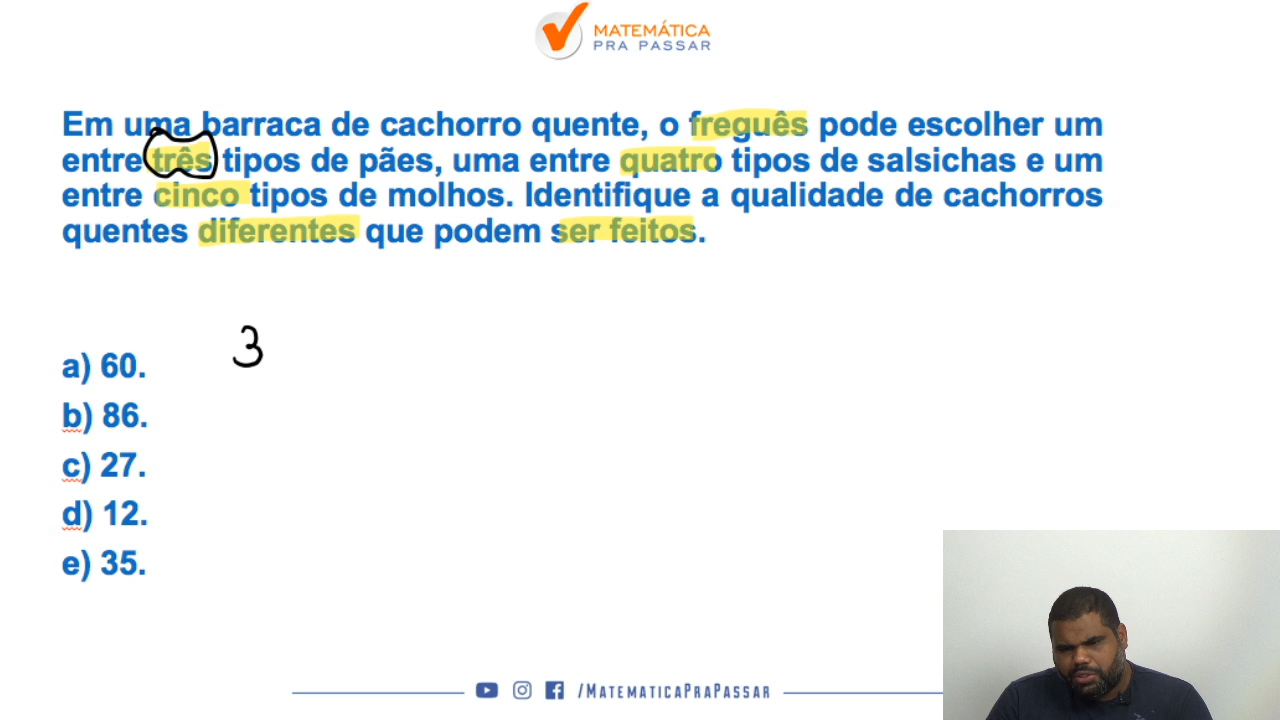 MATEMÁTICA
PRA PASSAR
Em uma barraca de cachorro quente, o freguês pode escolher um
entre três tipos de pães, uma entre quatro tipos de salsichas e um
entre cinco tipos de molhos. Identifique a qualidade de cachorros
quentes diferentes que podem ser feitos.
3
a) 60.
b) 86.
c) 27.
d) 12.
e) 35.
/MATEMATICAPRAPASSAR